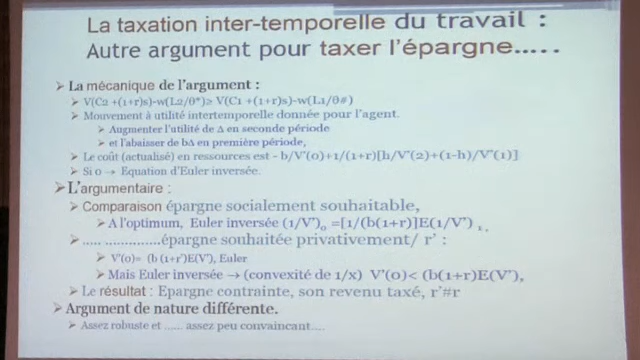 La taxation inter-temporelle du travail :
Autre argument pour taxer l'épargne…..
La mécanique de l'argument :
V(C2 +(1+r)s)-w(L2/θ*)≥ V(C1 +(1+r)s)-w(L1/θ#)
Mouvement à utilité intertemporelle donnée pour l'agent.
Augmenter l'utilité de Δ en seconde période
et l'abaisser de bΔ en première période,
Le coût (actualisé) en ressources est - b/V'(0)+1/(1+r)[h/V'(2)+(1-h)/V'(1)]
Si 0 → Equation d'Euler inversée.
L'argumentaire :
Comparaison épargne socialement souhaitable,
A l'optimum, Euler inversée (1/V')0 =[1/(b(1+r)]E(1/V') 1 .
..... ..............épargne souhaitée privativement/ r' :
V'(0)= (b (1+r')E(V'), Euler
Mais Euler inversée → (convexité de 1/x) V'(0)< (b(1+r)E(V'),
Le résultat : Epargne contrainte, son revenu taxé, r'#r
Argument de nature différente.
Assez robuste et ...... assez peu convaincant....